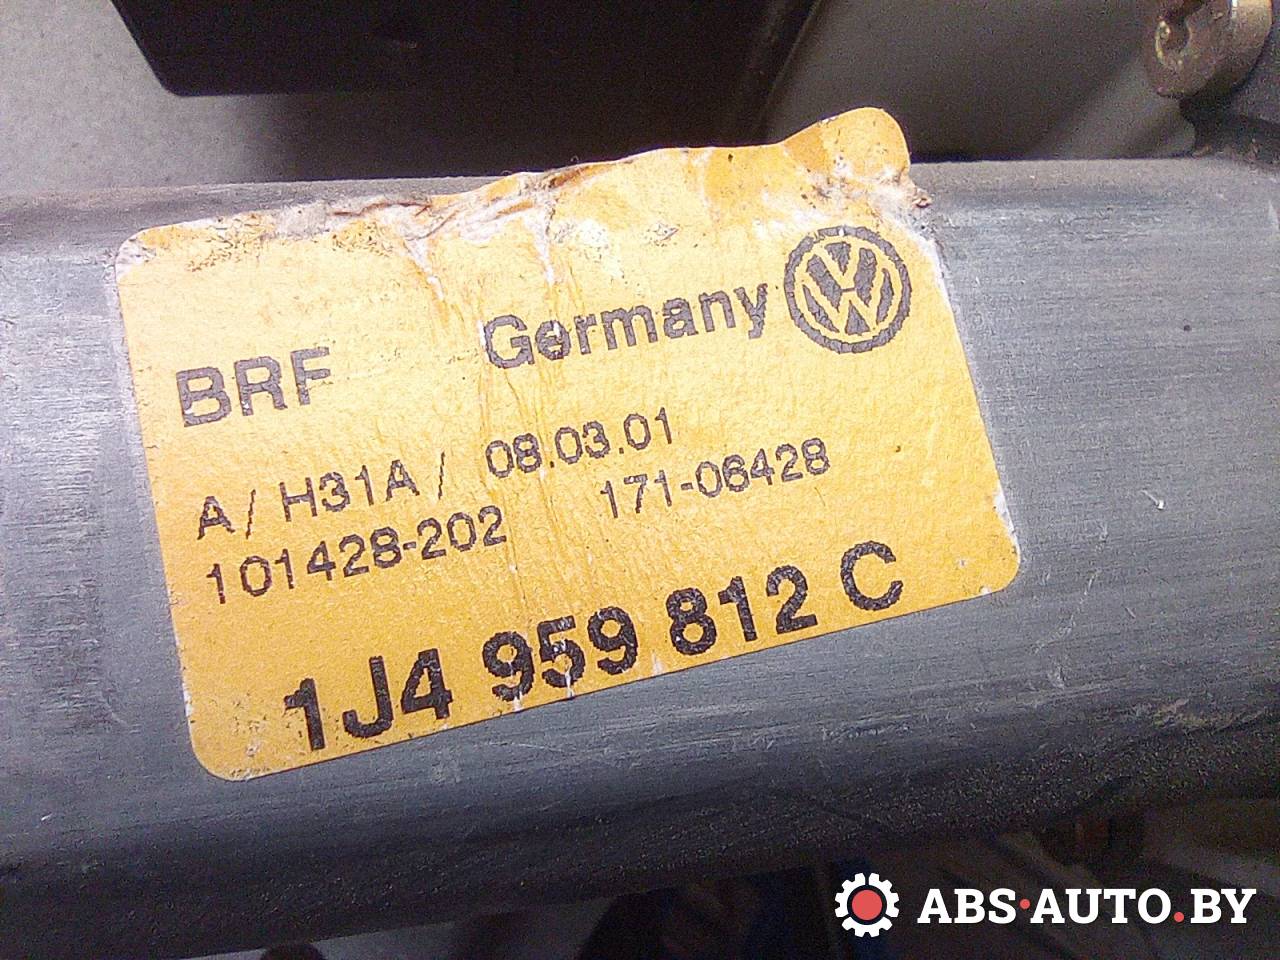 BRF Germany
A / H31A / 08.03.01
101428-202 171-06428
1J4 959 812 C
ABS·AUTO.BY